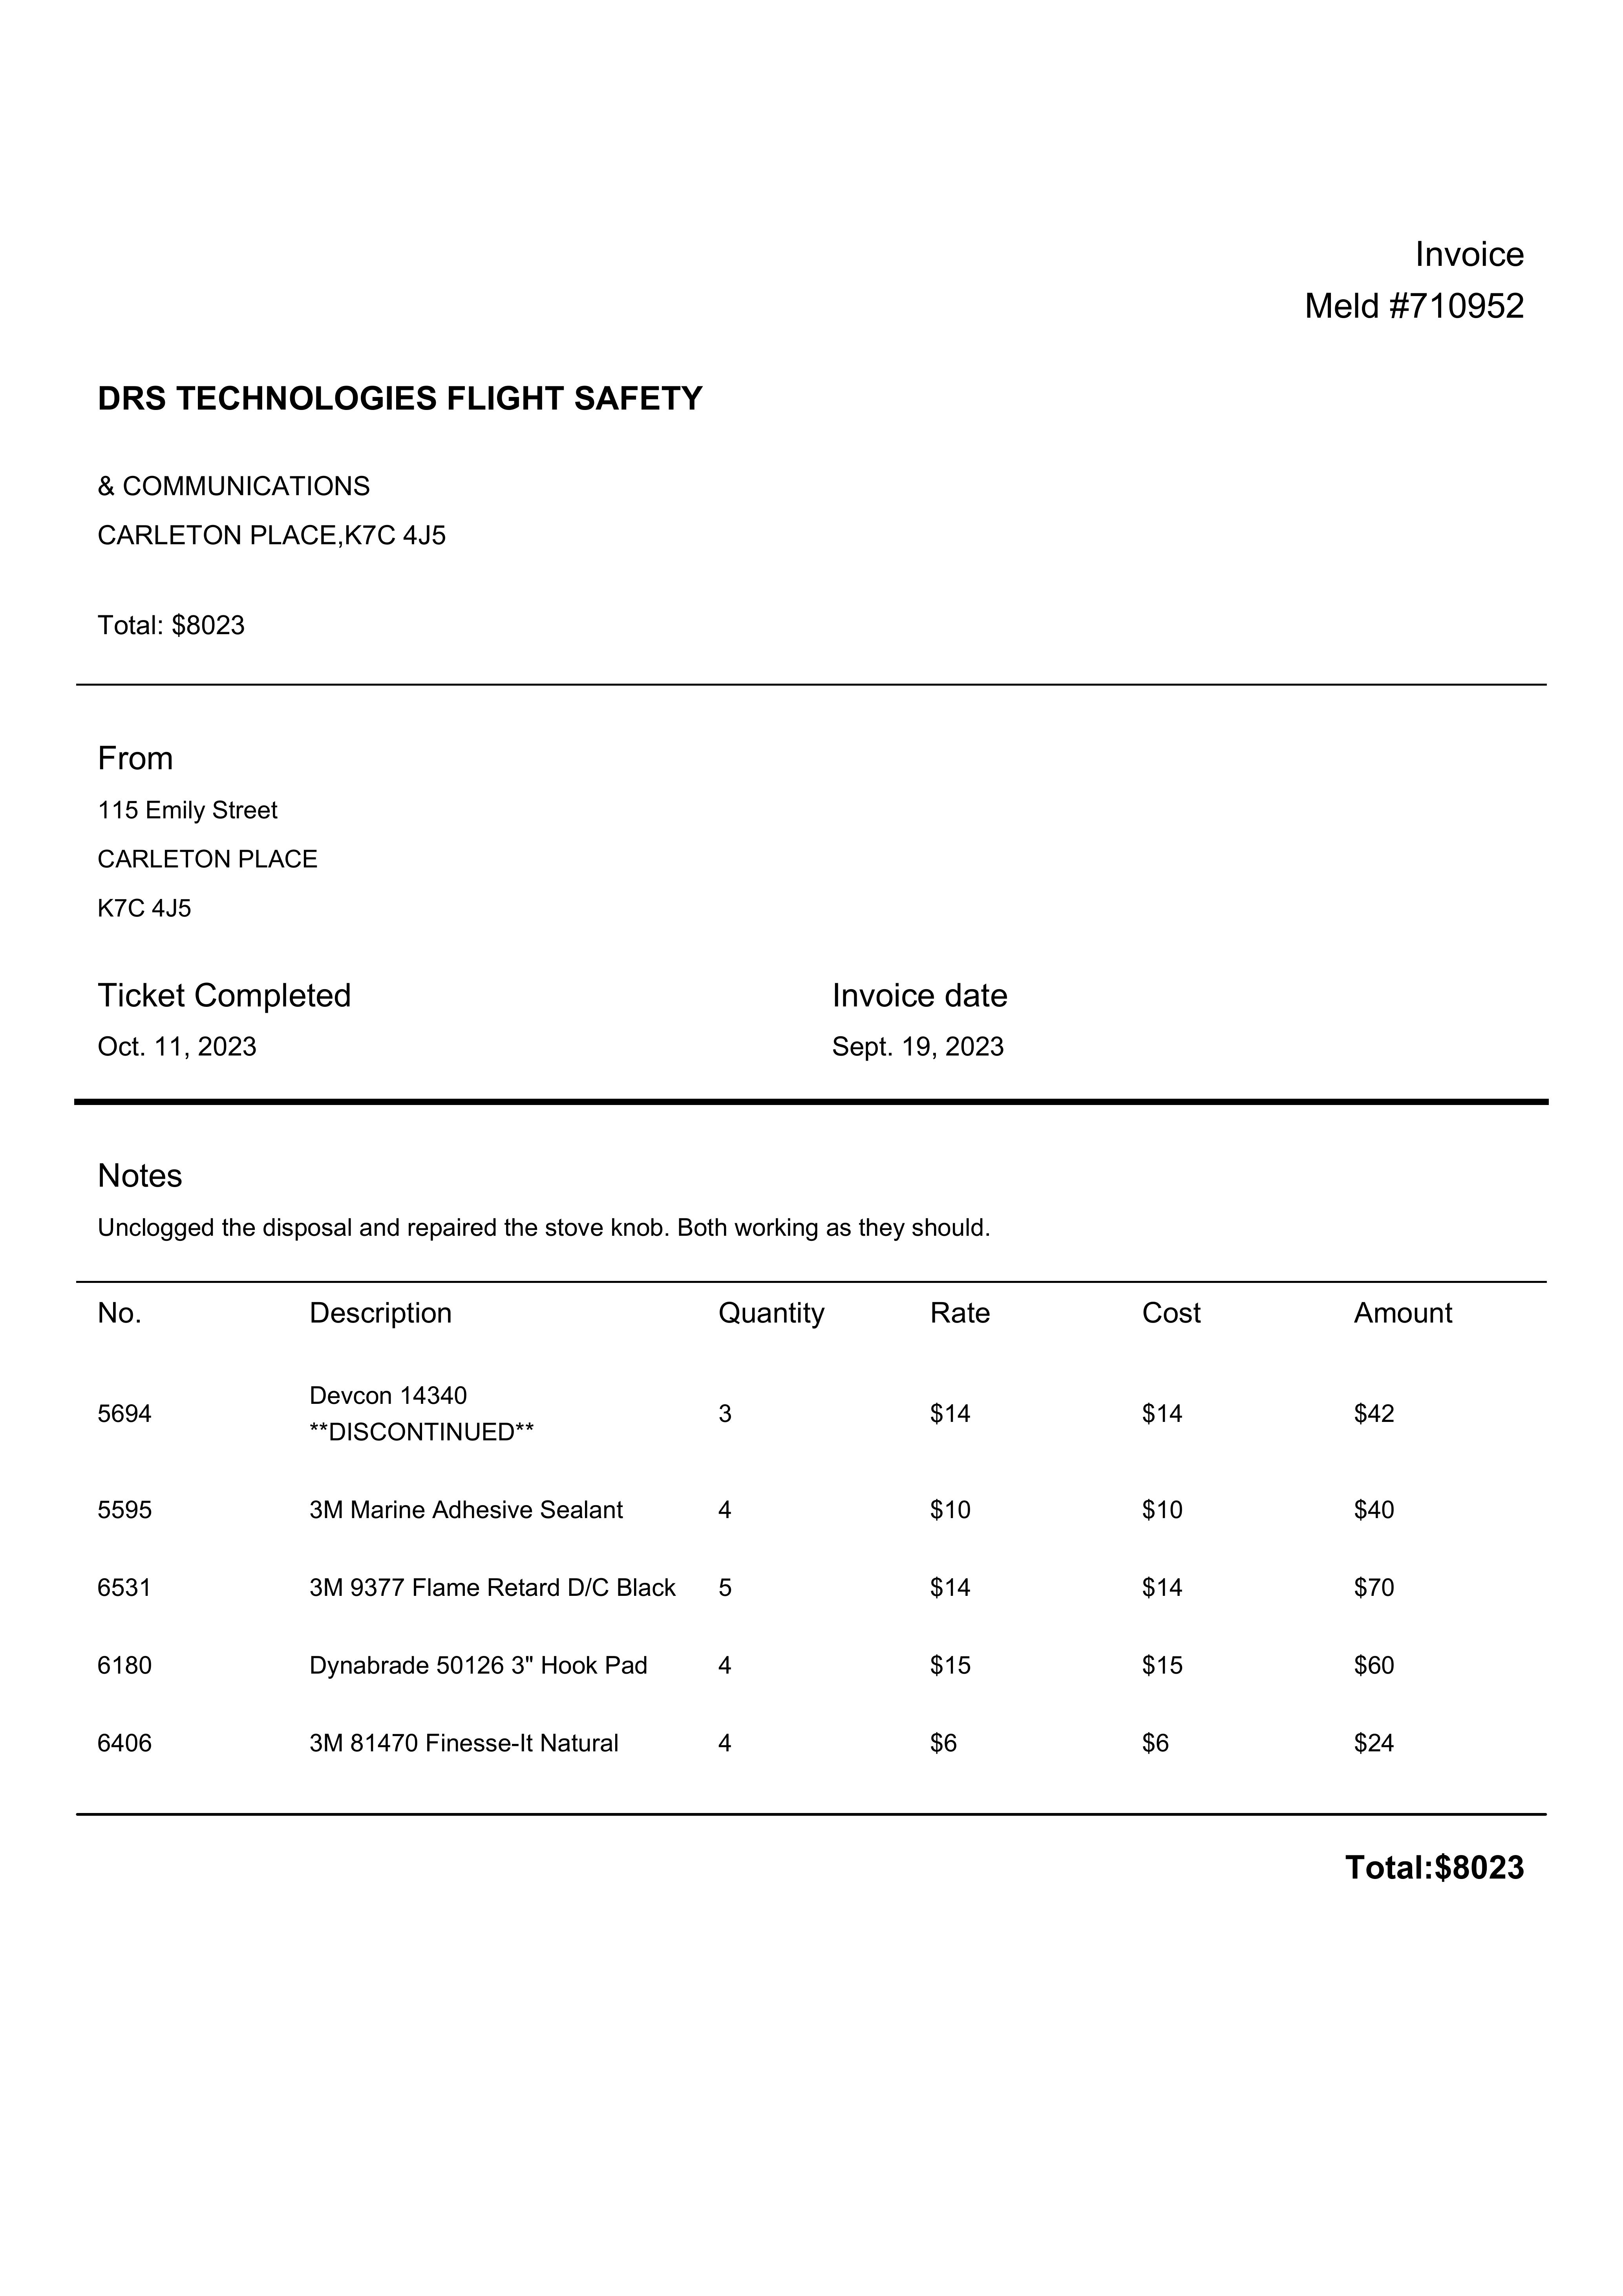 Invoice
Meld #710952
DRS TECHNOLOGIES FLIGHT SAFETY
& COMMUNICATIONS
CARLETON PLACE,K7C 4J5
Total: $8023
From
115 Emily Street
CARLETON PLACE
K7C 4J5
Ticket Completed Invoice date
Oct. 11, 2023 Sept. 19, 2023
Notes
Unclogged the disposal and repaired the stove knob. Both working as they should.
No. Description Quantity Rate Cost Amount
5694 Devcon 14340 **DISCONTINUED** 3 $14 $14 $42
5595 3M Marine Adhesive Sealant 4 $10 $10 $40
6531 3M 9377 Flame Retard D/C Black 5 $14 $14 $70
6180 Dynabrade 50126 3" Hook Pad 4 $15 $15 $60
6406 3M 81470 Finesse-It Natural 4 $6 $6 $24
Total:$8023